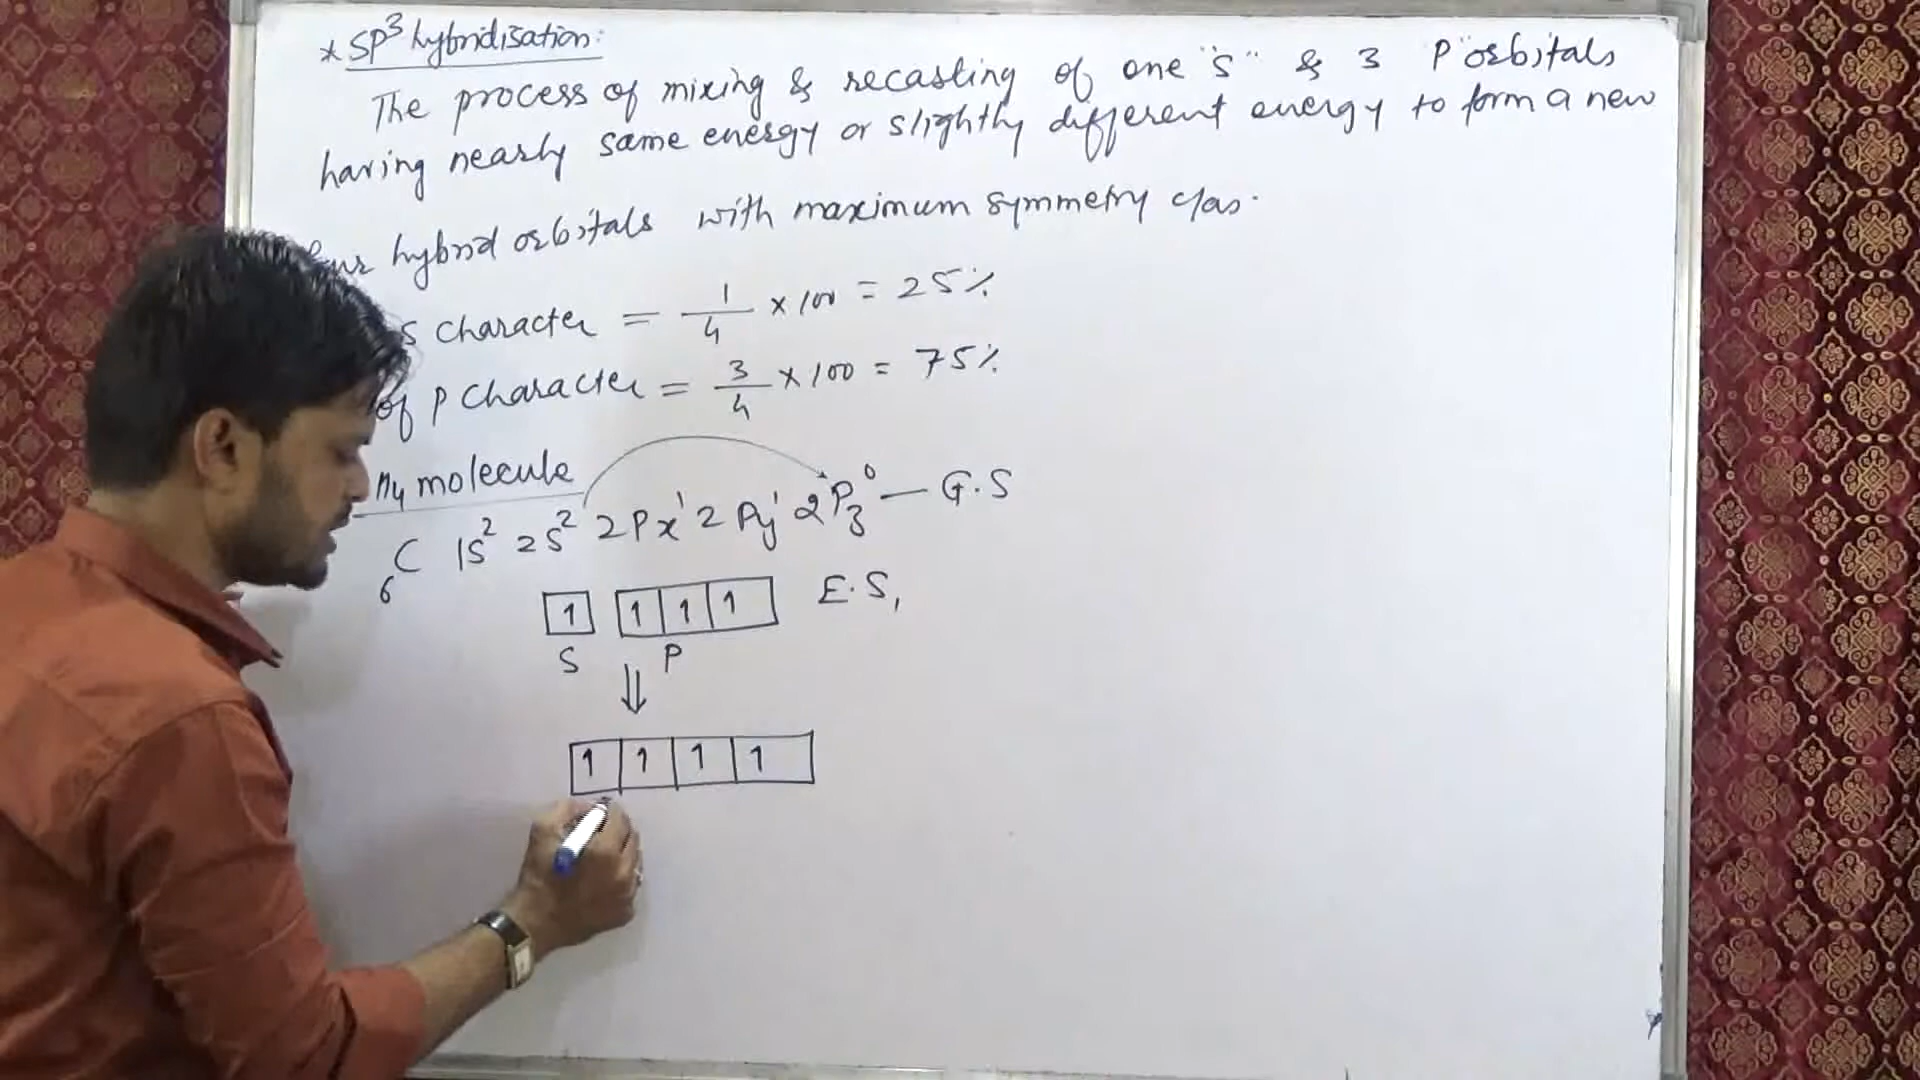 * SP³ hybridisation:
The process of mixing & recasting of one "s" & 3 P orbitals
having nearly same energy or slightly different energy to form a new
hybrid orbitals with maximum symmetry
s character = 1/4 × 100 = 25%
of p character = 3/4 × 100 = 75%
H₄ molecule
₆C 1s² 2s² 2Px¹ 2Py¹ 2Pz⁰ — G.S
1 1 1 1 E.S,
S P
⇓
1 1 1 1